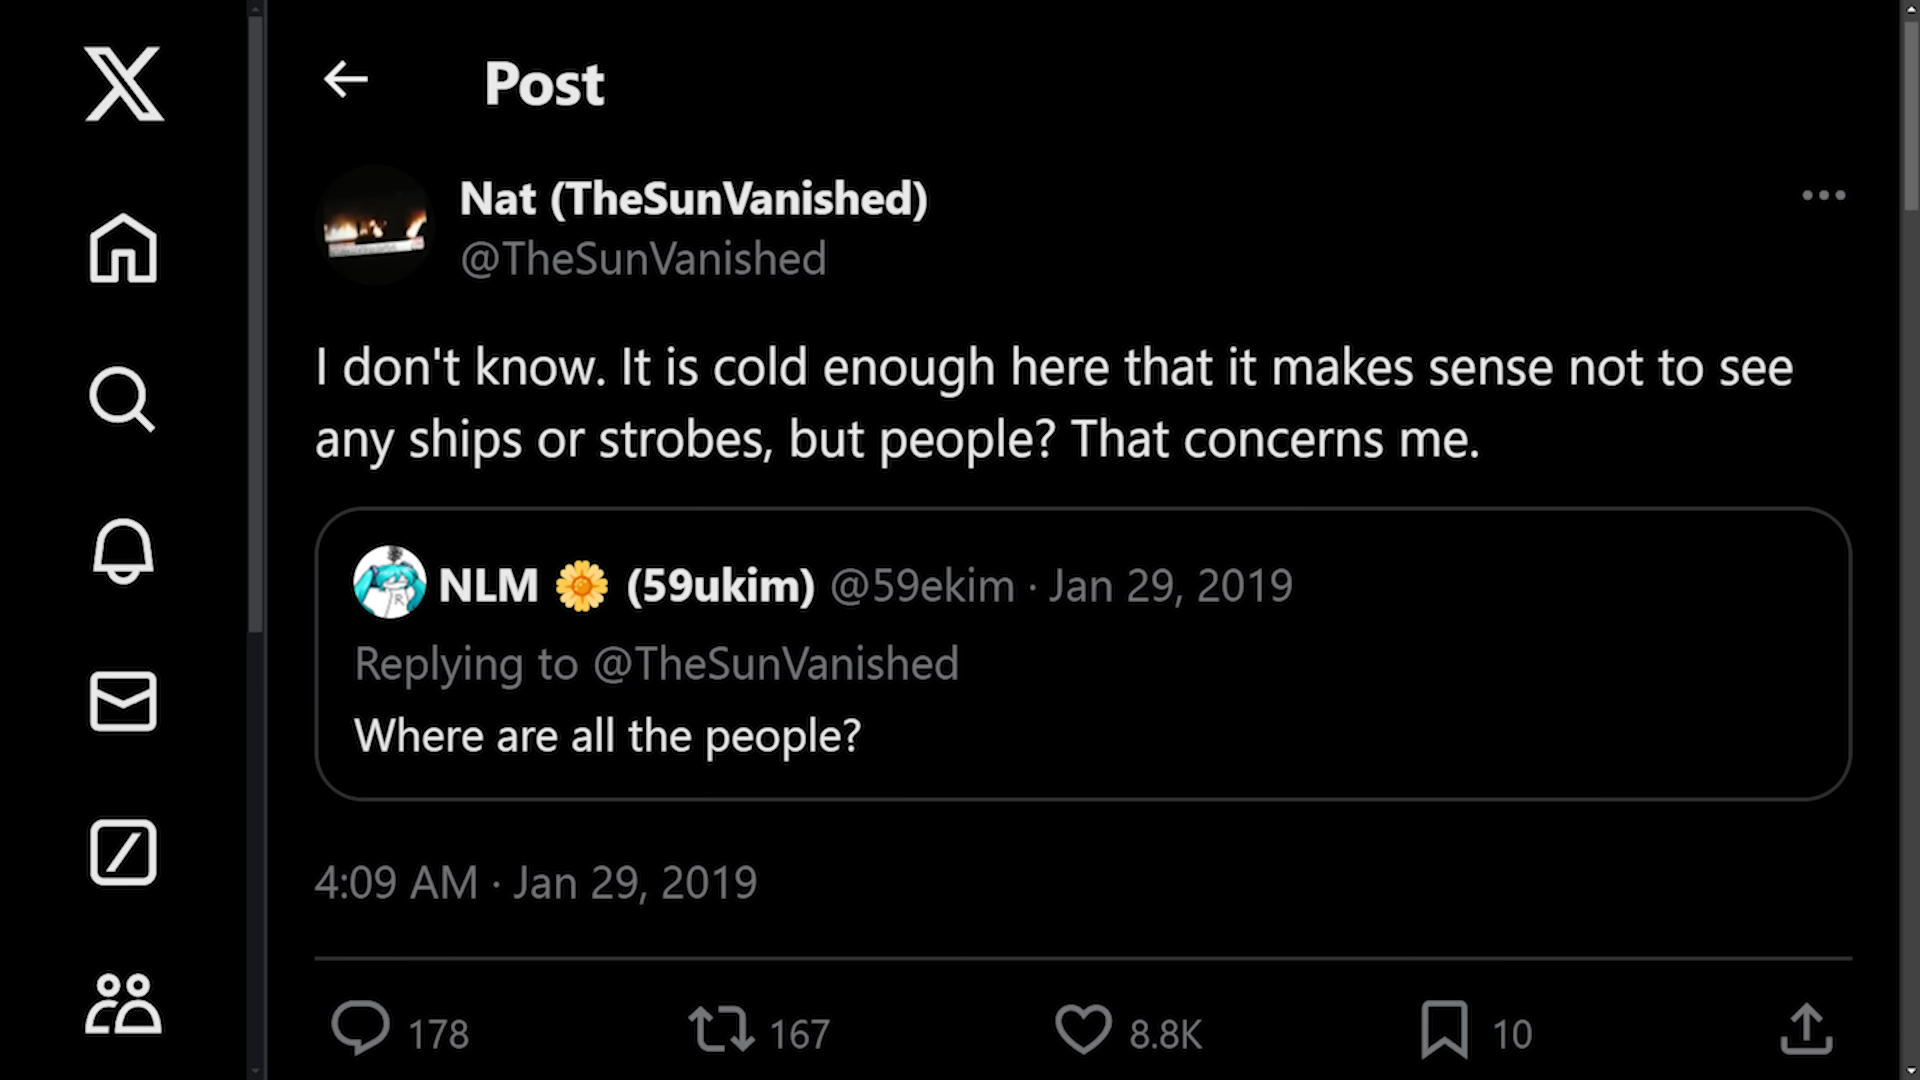 Post
Nat (TheSunVanished)
@TheSunVanished
I don't know. It is cold enough here that it makes sense not to see
any ships or strobes, but people? That concerns me.
NLM 🌼 (59ukim) @59ekim · Jan 29, 2019
Replying to @TheSunVanished
Where are all the people?
4:09 AM · Jan 29, 2019
178 167 8.8K 10